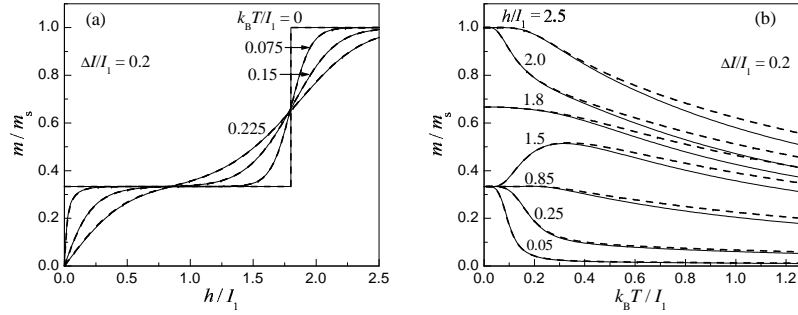 (a)
k_BT/I_1 = 0
0.075
0.15
ΔI/I_1 = 0.2
0.225
m/m_s
1.0
0.8
0.6
0.4
0.2
0.0
0.0 0.5 1.0 1.5 2.0 2.5
h/I_1
(b)
h/I_1 = 2.5
2.0
ΔI/I_1 = 0.2
1.8
1.5
0.85
0.25
0.05
m/m_s
1.0
0.8
0.6
0.4
0.2
0.0
0.0 0.2 0.4 0.6 0.8 1.0 1.2
k_BT/I_1